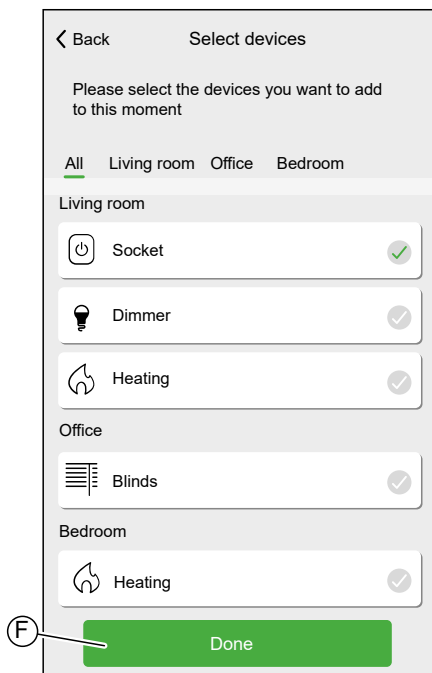 Back
Select devices
Please select the devices you want to add
to this moment
All Living room Office Bedroom
Living room
Socket
Dimmer
Heating
Office
Blinds
Bedroom
Heating
F
Done